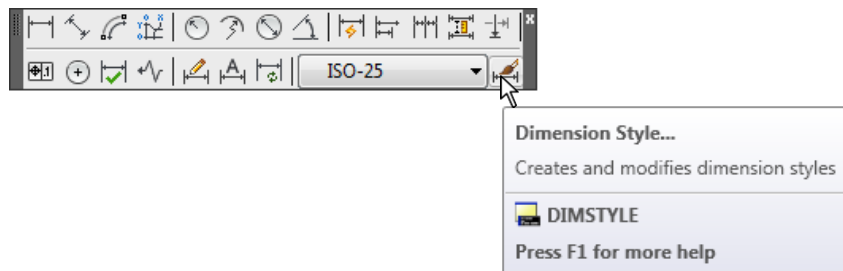 ISO-25
Dimension Style...
Creates and modifies dimension styles
DIMSTYLE
Press F1 for more help